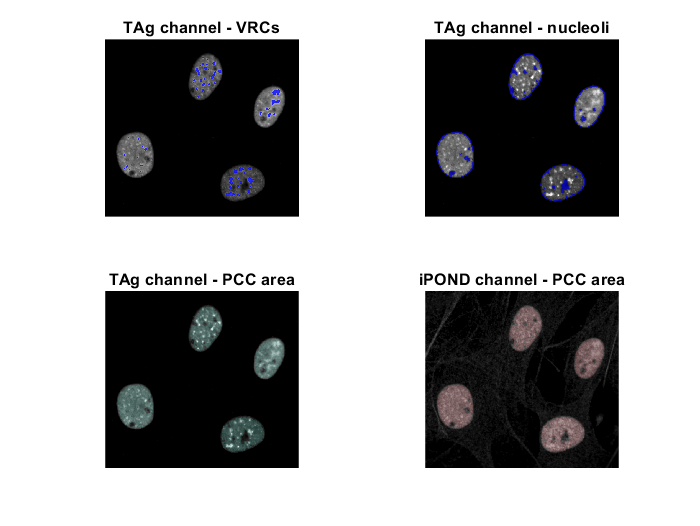 TAg channel - VRCs
TAg channel - nucleoli
TAg channel - PCC area
iPOND channel - PCC area